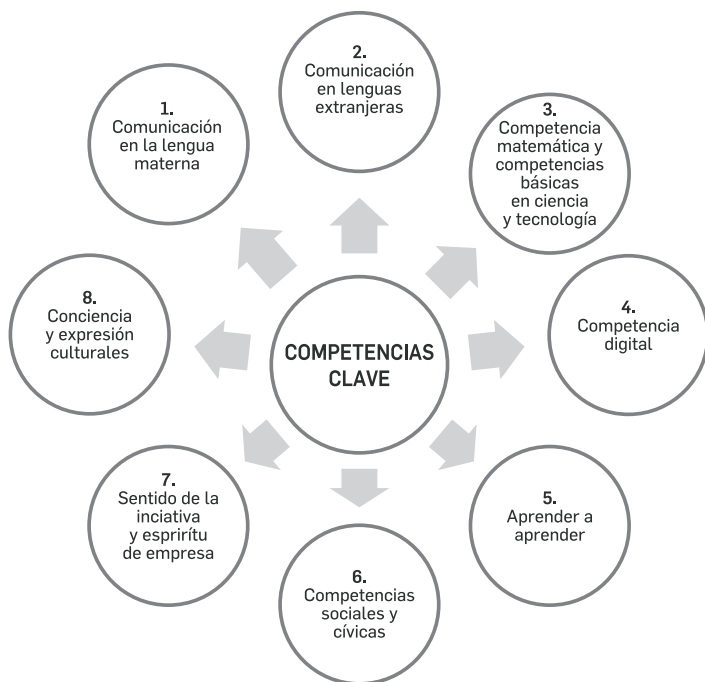 COMPETENCIAS
CLAVE
1.
Comunicación
en la lengua
materna
2.
Comunicación
en lenguas
extranjeras
3.
Competencia
matemática y
competencias
básicas
en ciencia
y tecnología
4.
Competencia
digital
5.
Aprender a
aprender
6.
Competencias
sociales y
cívicas
7.
Sentido de la
inciativa
y esprirítu
de empresa
8.
Conciencia
y expresión
culturales